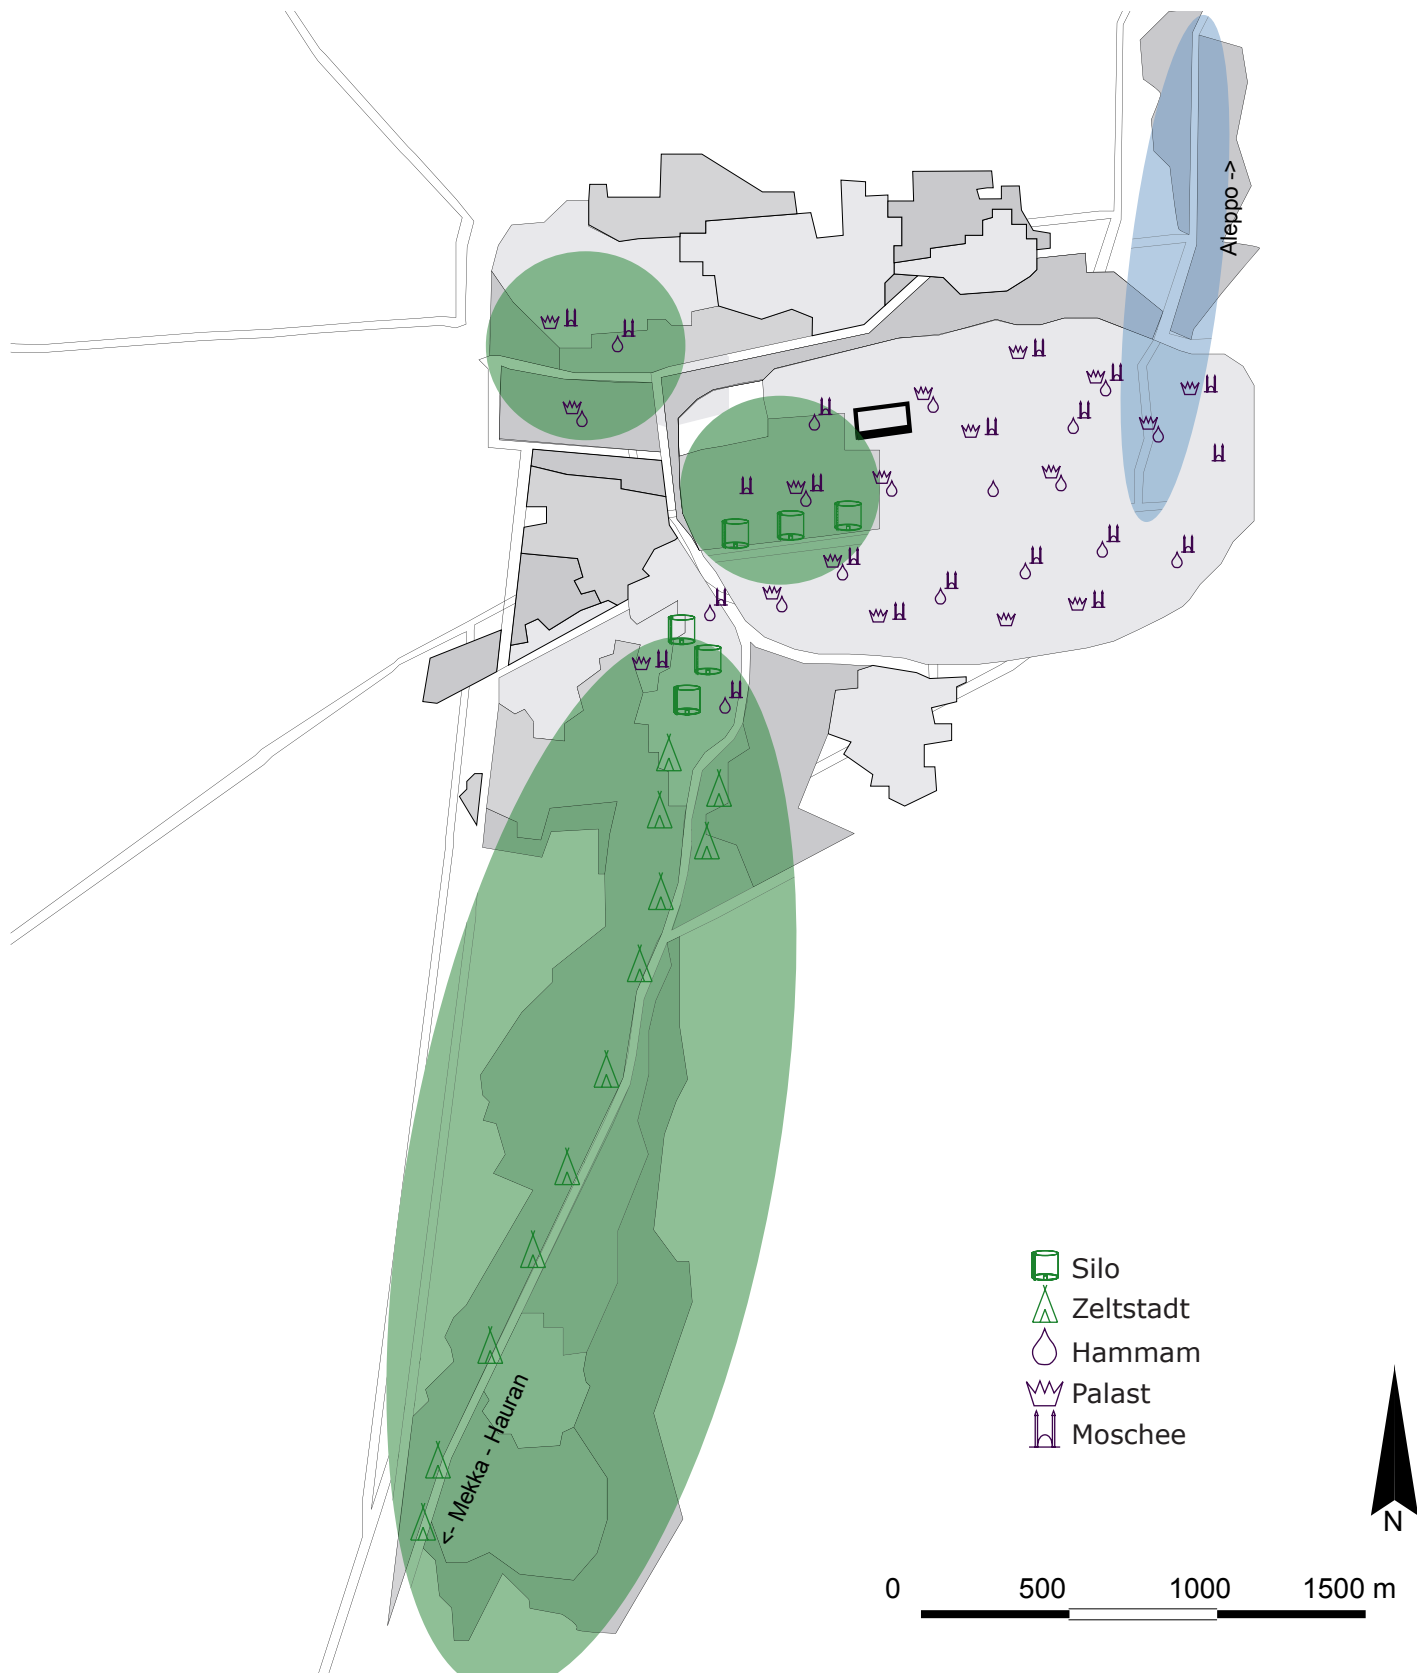 Aleppo ->
<- Mekka - Hauran
Silo
Zeltstadt
Hammam
Palast
Moschee
N
0 500 1000 1500 m